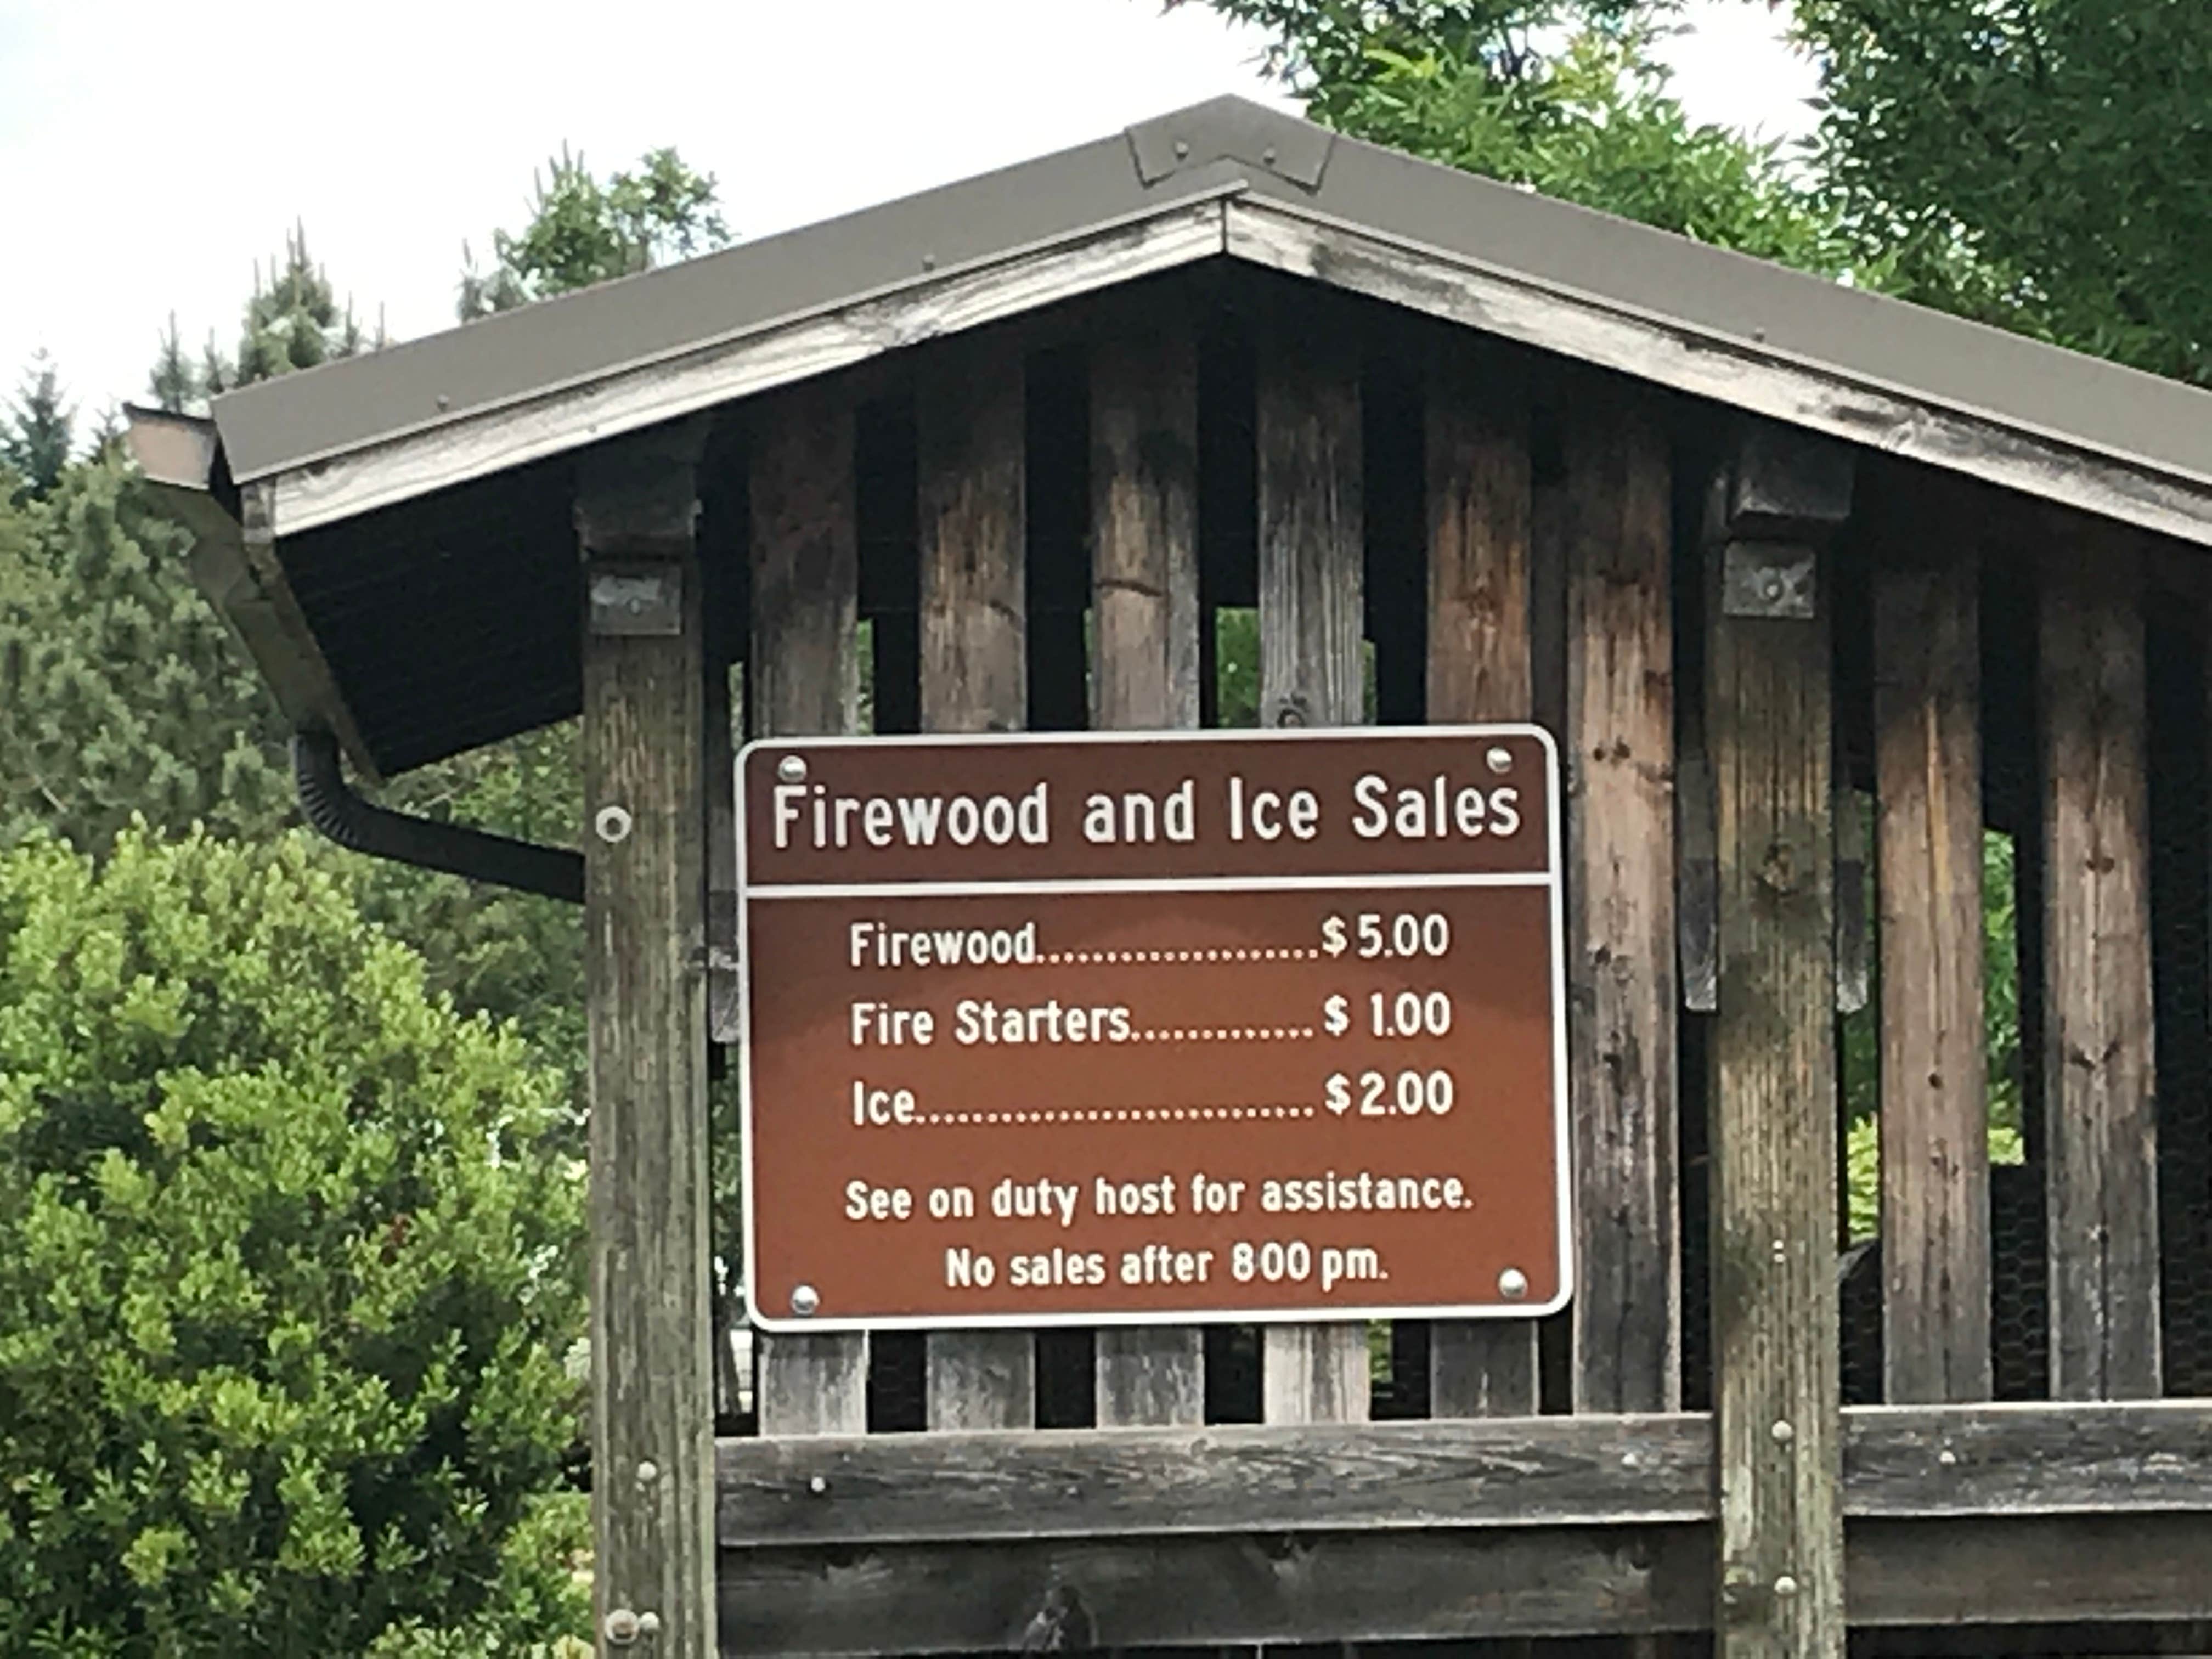 Firewood and Ice Sales
Firewood.....................$5.00
Fire Starters.............$ 1.00
Ice............................$2.00
See on duty host for assistance.
No sales after 800 pm.